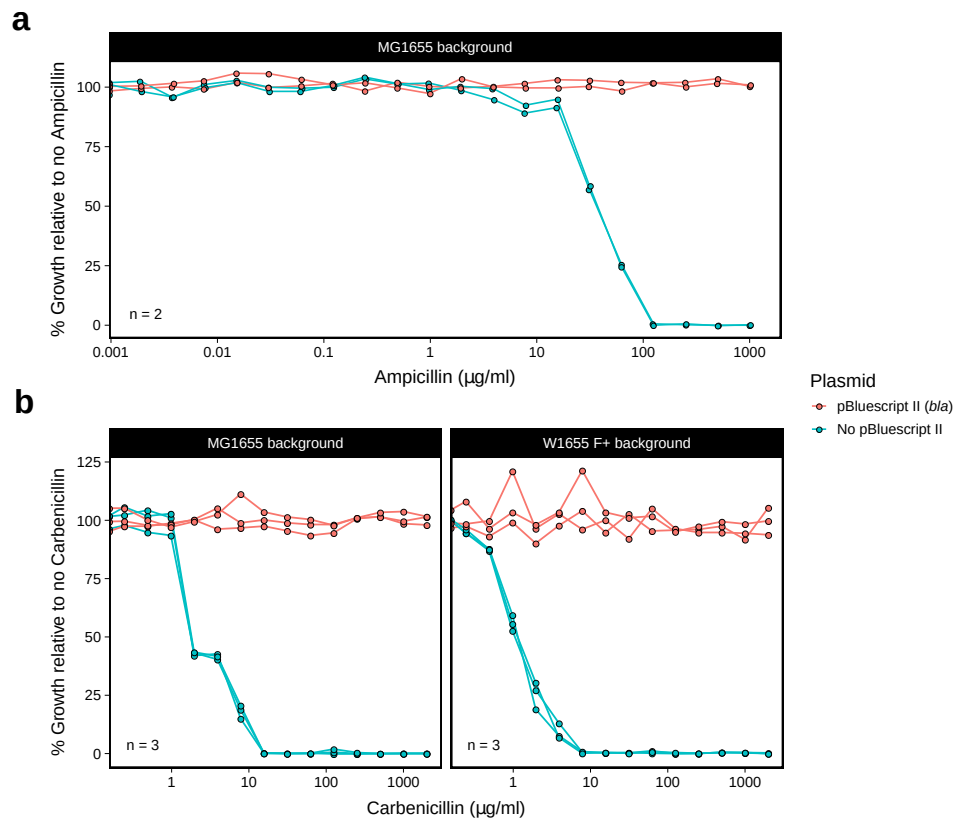 a
MG1655 background
% Growth relative to no Ampicillin
100
75
50
25
0
n = 2
0.001 0.01 0.1 1 10 100 1000
Ampicillin (µg/ml)
Plasmid
pBluescript II (bla)
No pBluescript II
b
MG1655 background W1655 F+ background
% Growth relative to no Carbenicillin
125
100
75
50
25
0
n = 3 n = 3
1 10 100 1000 1 10 100 1000
Carbenicillin (µg/ml)